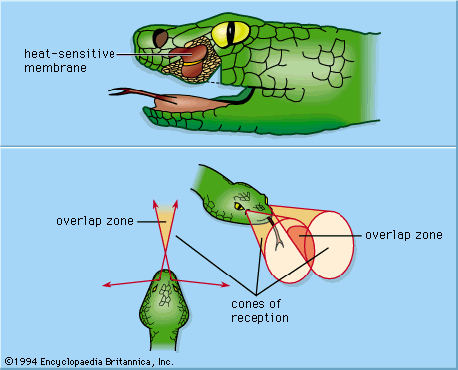 heat-sensitive
membrane
overlap zone
overlap zone
cones of
reception
©1994 Encyclopaedia Britannica, Inc.